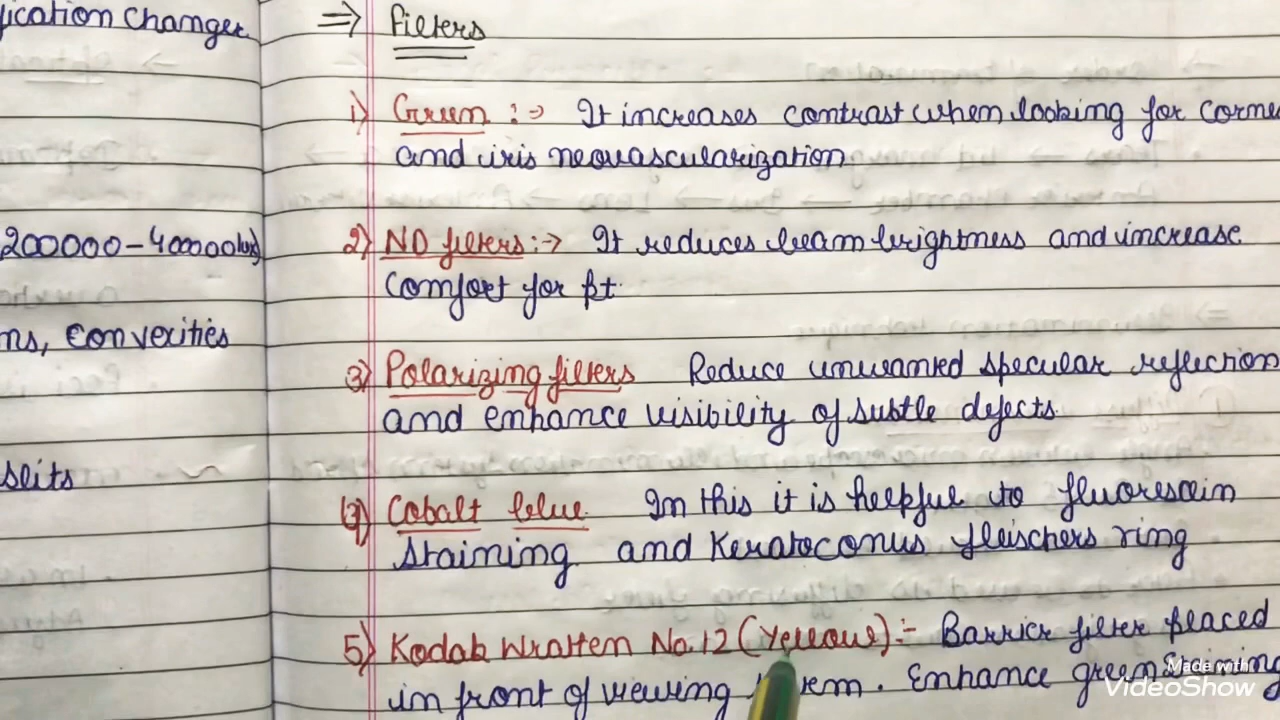 fication changer
200000-400000lux)
ns, Convexities
slits
⇒ Filters
1) Green :→ It increases contrast when looking for corne
and iris neovascularization
2) ND filters :→ It reduces beam brightness and increase
comfort for pt.
3) Polarizing filters Reduce unwanted specular reflection
and enhance visibility of subtle defects.
4) Cobalt blue In this it is helpful to fluorescein
staining and Keratoconus fleischers ring
5) Kodak Wratten No.12 (Yellow) :- Barrier filter placed
in front of viewing . Enhance green staining
Made with
VideoShow